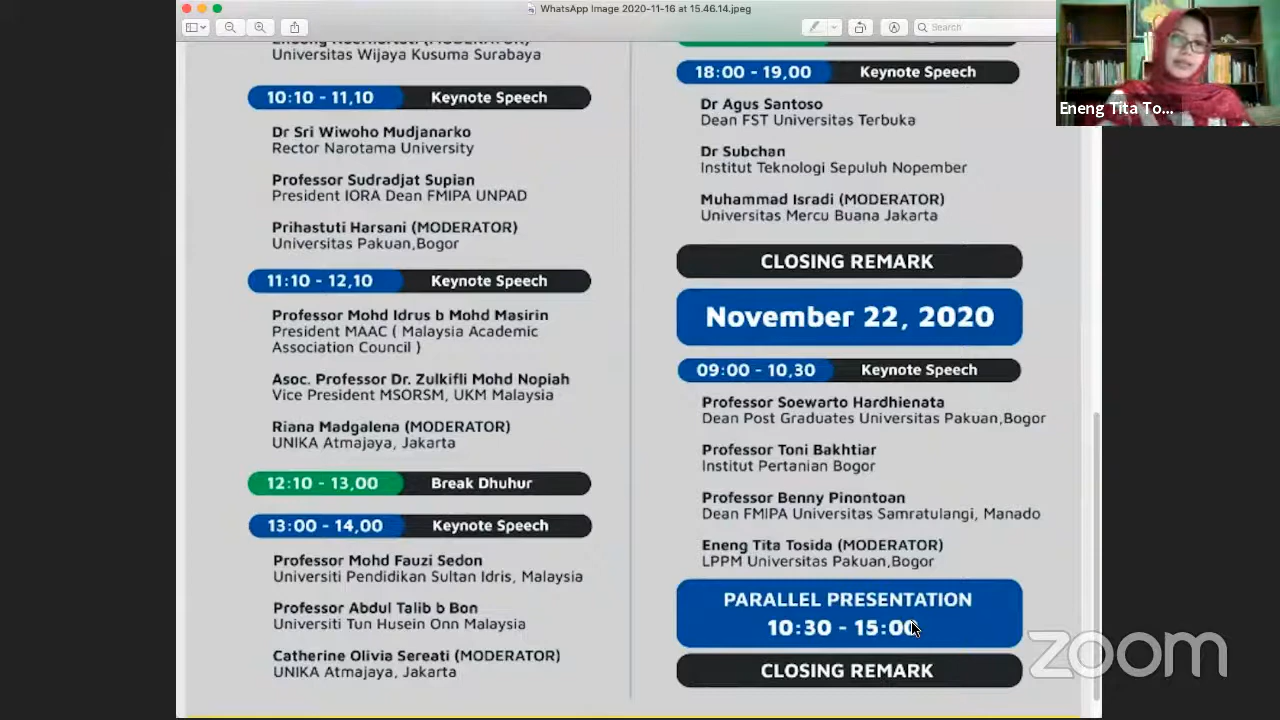 WhatsApp Image 2020-11-16 at 15.46.14.jpeg
Search
Universitas Wijaya Kusuma Surabaya
10:10 - 11,10 Keynote Speech
Dr Sri Wiwoho Mudjanarko
Rector Narotama University
Professor Sudradjat Supian
President IORA Dean FMIPA UNPAD
Prihastuti Harsani (MODERATOR)
Universitas Pakuan,Bogor
11:10 - 12,10 Keynote Speech
Professor Mohd Idrus b Mohd Masirin
President MAAC ( Malaysia Academic
Association Council )
Asoc. Professor Dr. Zulkifli Mohd Nopiah
Vice President MSORSM, UKM Malaysia
Riana Madgalena (MODERATOR)
UNIKA Atmajaya, Jakarta
12:10 - 13,00 Break Dhuhur
13:00 - 14,00 Keynote Speech
Professor Mohd Fauzi Sedon
Universiti Pendidikan Sultan Idris, Malaysia
Professor Abdul Talib b Bon
Universiti Tun Husein Onn Malaysia
Catherine Olivia Sereati (MODERATOR)
UNIKA Atmajaya, Jakarta
18:00 - 19,00 Keynote Speech
Dr Agus Santoso
Dean FST Universitas Terbuka
Dr Subchan
Institut Teknologi Sepuluh Nopember
Muhammad Isradi (MODERATOR)
Universitas Mercu Buana Jakarta
CLOSING REMARK
November 22, 2020
09:00 - 10,30 Keynote Speech
Professor Soewarto Hardhienata
Dean Post Graduates Universitas Pakuan,Bogor
Professor Toni Bakhtiar
Institut Pertanian Bogor
Professor Benny Pinontoan
Dean FMIPA Universitas Samratulangi, Manado
Eneng Tita Tosida (MODERATOR)
LPPM Universitas Pakuan,Bogor
PARALLEL PRESENTATION
10:30 - 15:00
CLOSING REMARK
Eneng Tita To...
zoom